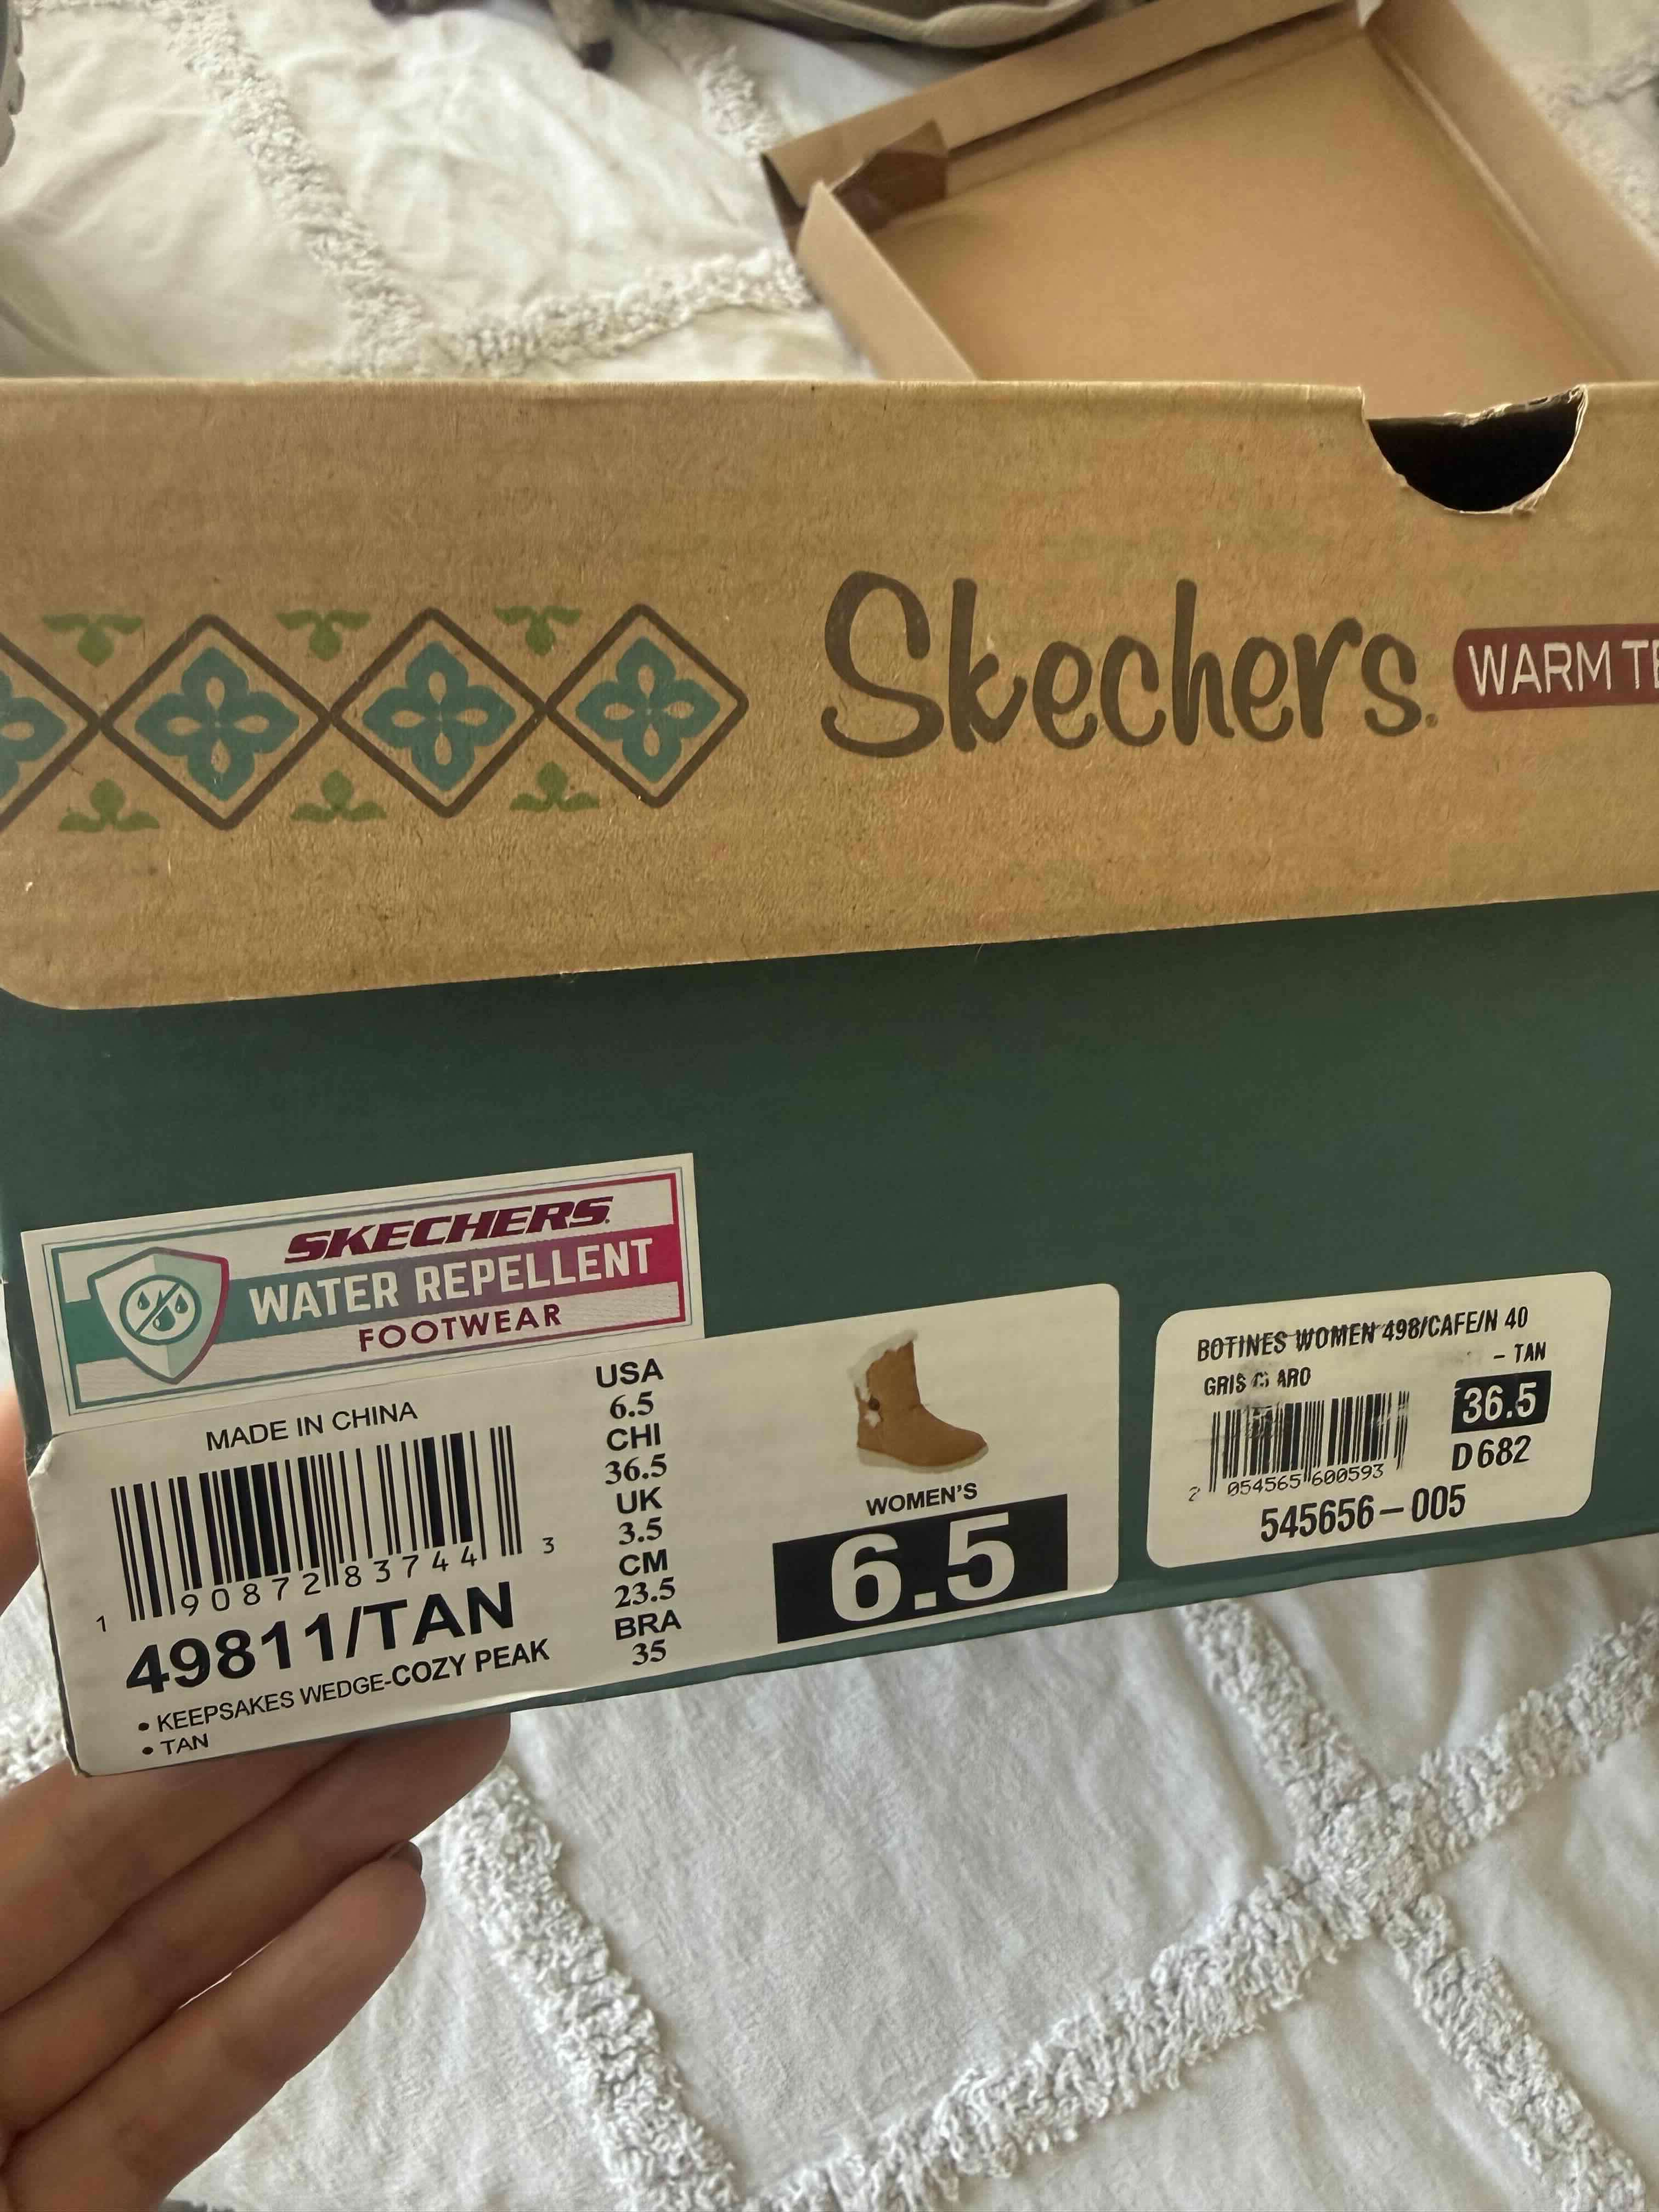 Skechers.
WARM TE
SKECHERS
WATER REPELLENT
FOOTWEAR
MADE IN CHINA
1 90872 83744 3
49811/TAN
• KEEPSAKES WEDGE-COZY PEAK
• TAN
USA
6.5
CHI
36.5
UK
3.5
CM
23.5
BRA
35
WOMEN'S
6.5
BOTINES WOMEN 498/CAFE/N 40
- TAN
GRIS
36.5
D682
2 054565 600593
545656-005